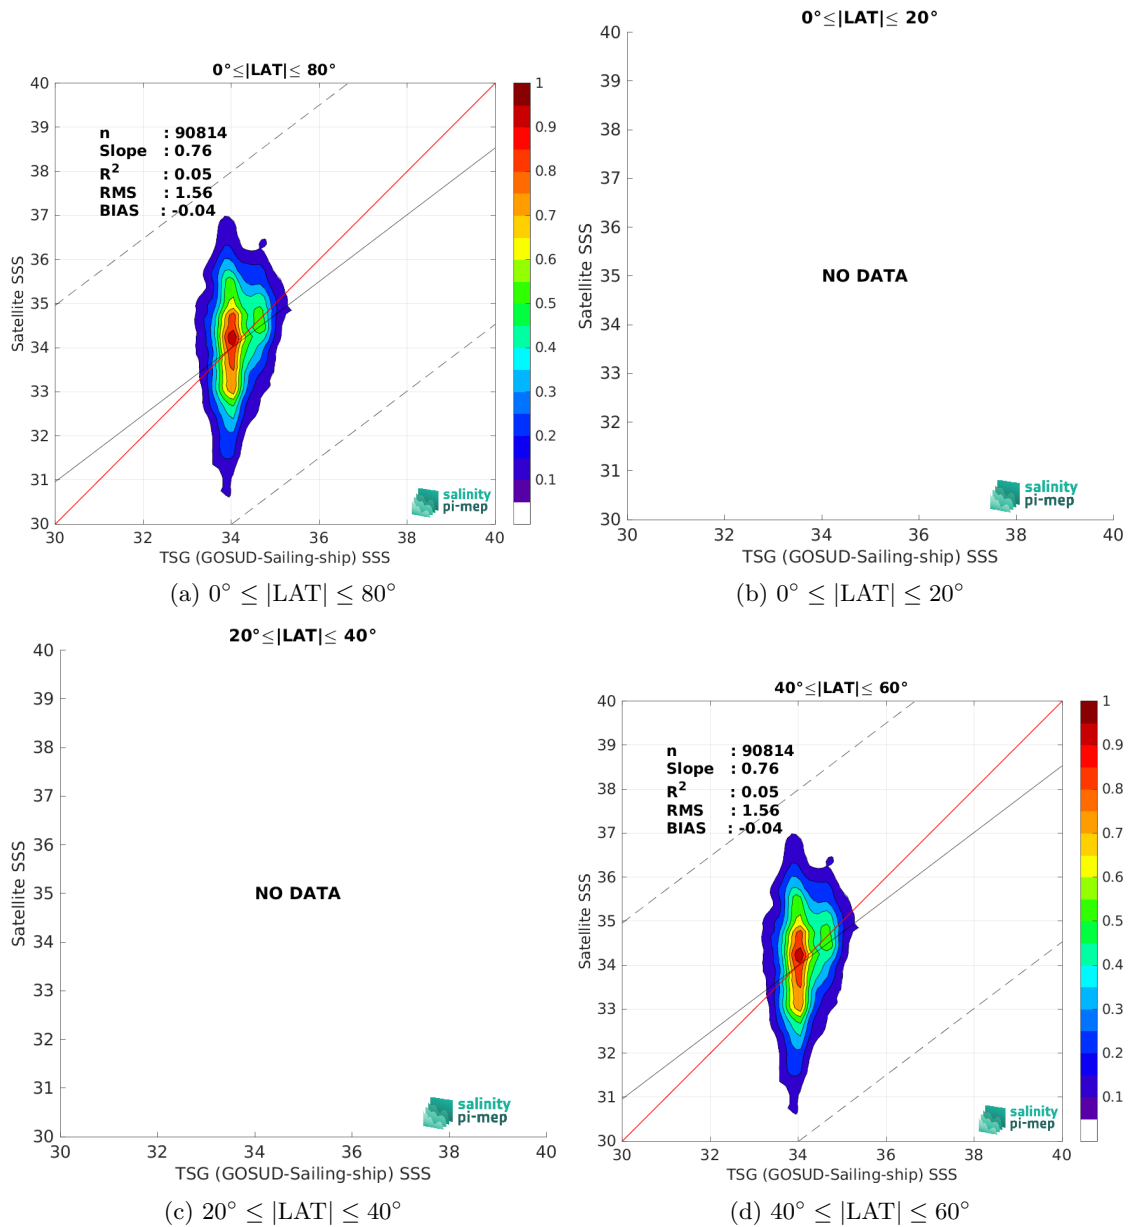 0°≤|LAT|≤ 80°
n : 90814
Slope : 0.76
R² : 0.05
RMS : 1.56
BIAS : -0.04
40
39
38
37
36
35
34
33
32
31
30
Satellite SSS
30 32 34 36 38 40
TSG (GOSUD-Sailing-ship) SSS
1
0.9
0.8
0.7
0.6
0.5
0.4
0.3
0.2
0.1
salinity
pi-mep
(a) 0° ≤ |LAT| ≤ 80°
0°≤|LAT|≤ 20°
40
39
38
37
36
35
34
33
32
31
30
Satellite SSS
NO DATA
salinity
pi-mep
30 32 34 36 38 40
TSG (GOSUD-Sailing-ship) SSS
(b) 0° ≤ |LAT| ≤ 20°
20°≤|LAT|≤ 40°
40
39
38
37
36
35
34
33
32
31
30
Satellite SSS
NO DATA
salinity
pi-mep
30 32 34 36 38 40
TSG (GOSUD-Sailing-ship) SSS
(c) 20° ≤ |LAT| ≤ 40°
40°≤|LAT|≤ 60°
n : 90814
Slope : 0.76
R² : 0.05
RMS : 1.56
BIAS : -0.04
40
39
38
37
36
35
34
33
32
31
30
Satellite SSS
30 32 34 36 38 40
TSG (GOSUD-Sailing-ship) SSS
1
0.9
0.8
0.7
0.6
0.5
0.4
0.3
0.2
0.1
salinity
pi-mep
(d) 40° ≤ |LAT| ≤ 60°